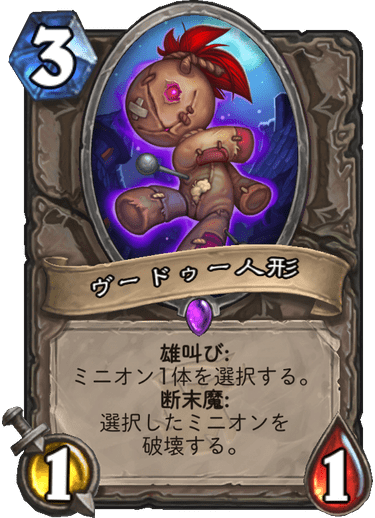 3
ヴードゥー人形
雄叫び:
ミニオン1体を選択する。
断末魔:
選択したミニオンを
破壊する。
1
1